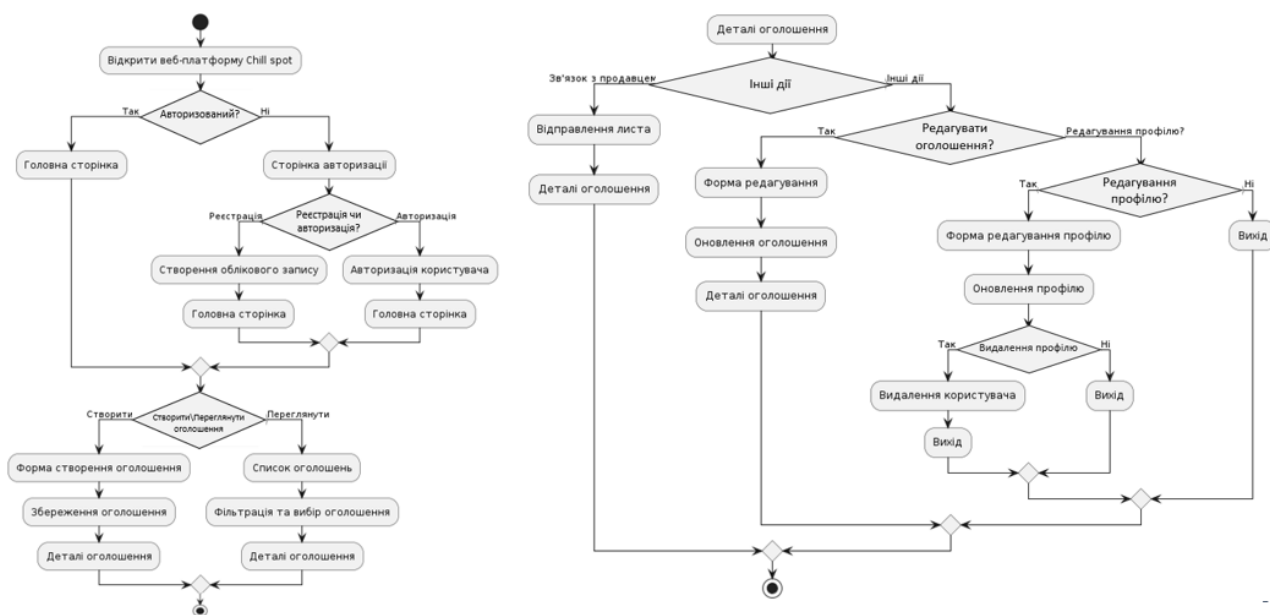 Відкрити веб-платформу Chill spot
Так
Авторизований?
Ні
Головна сторінка
Сторінка авторизації
Реєстрація
Реєстрація чи
авторизація?
Авторизація
Створення облікового запису
Авторизація користувача
Головна сторінка
Головна сторінка
Створити
Створити\Переглянути
оголошення
Переглянути
Форма створення оголошення
Список оголошень
Збереження оголошення
Фільтрація та вибір оголошення
Деталі оголошення
Деталі оголошення
Деталі оголошення
Зв'язок з продавцем
Інші дії
Інші дії
Відправлення листа
Деталі оголошення
Так
Редагувати
оголошення?
Редагування профілю?
Форма редагування
Оновлення оголошення
Деталі оголошення
Так
Редагування
профілю?
Ні
Форма редагування профілю
Вихід
Оновлення профілю
Так
Видалення профілю
Ні
Видалення користувача
Вихід
Вихід